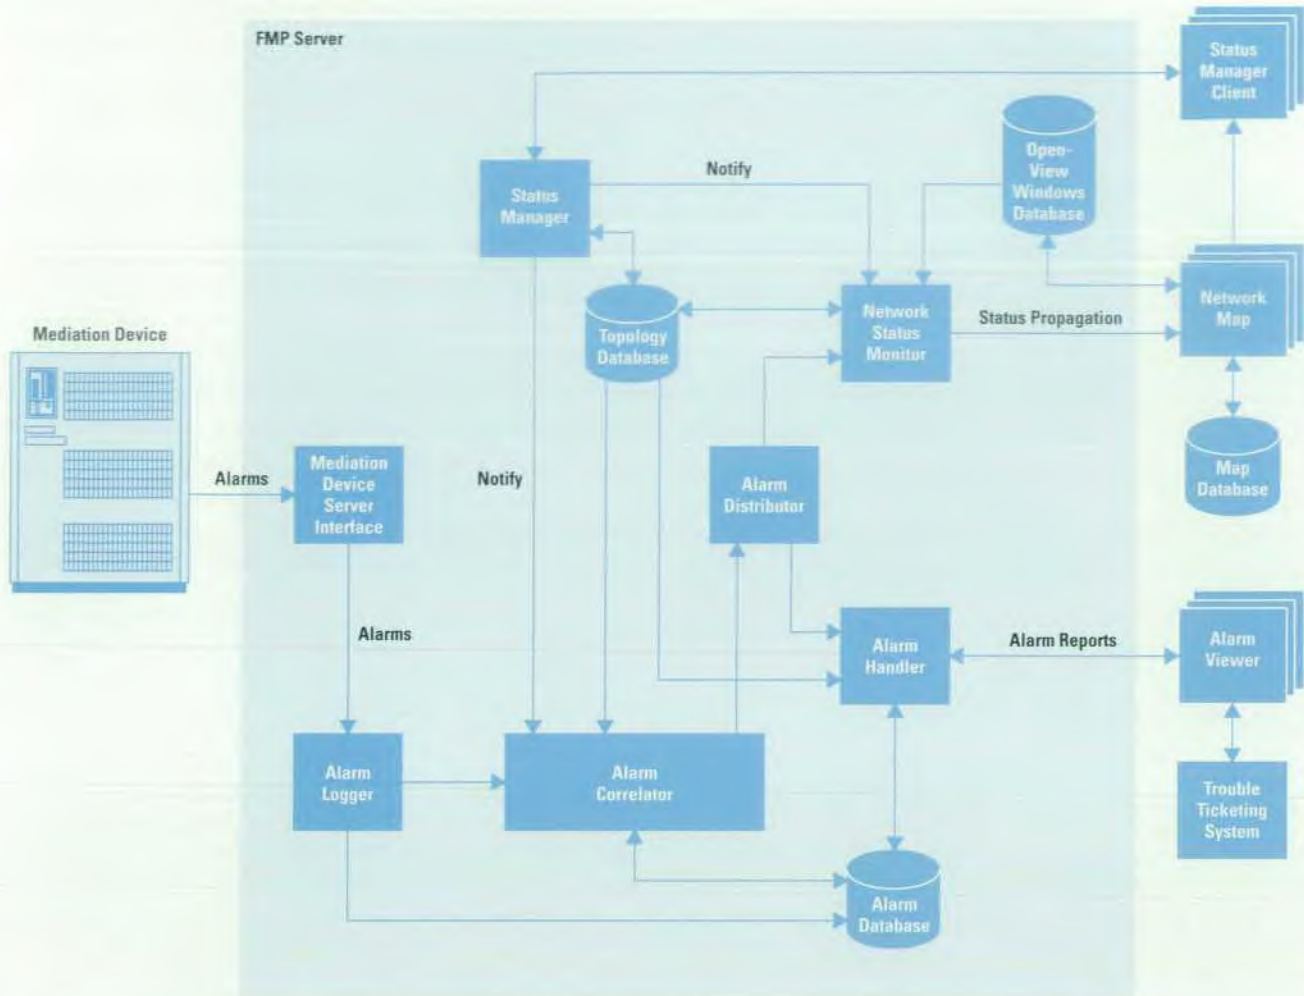 FMP Server
Status
Manager
Client
Open-
View
Windows
Database
Notify
Status
Manager
Network
Map
Network
Status
Monitor
Status Propagation
Topology
Database
Mediation Device
Mediation
Device
Server
Interface
Alarms
Notify
Alarm
Distributor
Map
Database
Alarms
Alarm
Handler
Alarm Reports
Alarm
Viewer
Alarm
Logger
Alarm
Correlator
Trouble
Ticketing
System
Alarm
Database